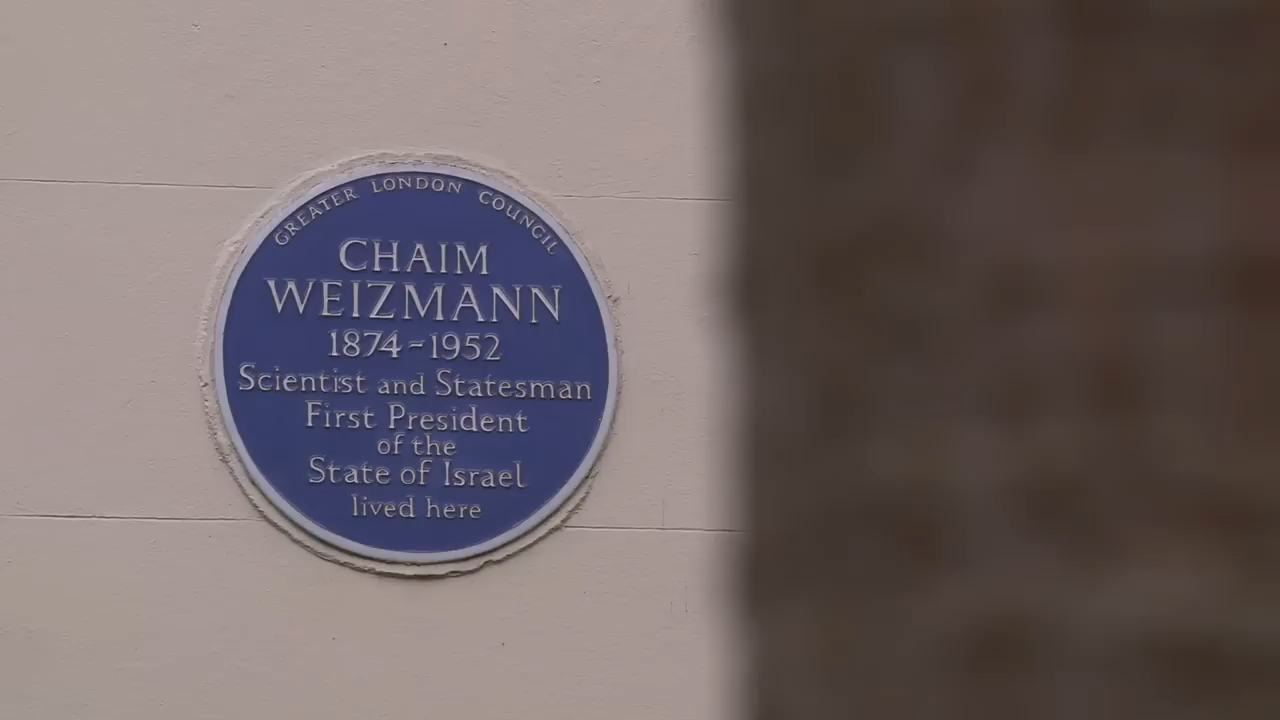 GREATER LONDON COUNCIL
CHAIM
WEIZMANN
1874~1952
Scientist and Statesman
First President
of the
State of Israel
lived here